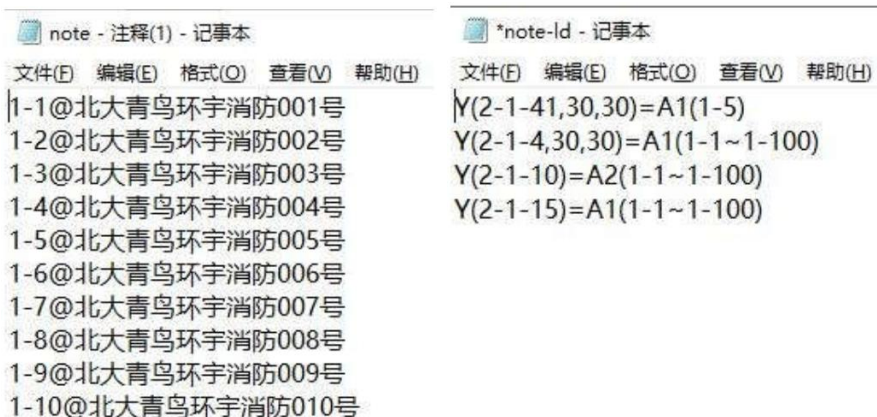 note - 注释(1) - 记事本
文件(F) 编辑(E) 格式(O) 查看(V) 帮助(H)
1-1@北大青鸟环宇消防001号
1-2@北大青鸟环宇消防002号
1-3@北大青鸟环宇消防003号
1-4@北大青鸟环宇消防004号
1-5@北大青鸟环宇消防005号
1-6@北大青鸟环宇消防006号
1-7@北大青鸟环宇消防007号
1-8@北大青鸟环宇消防008号
1-9@北大青鸟环宇消防009号
1-10@北大青鸟环宇消防010号
*note-ld - 记事本
文件(F) 编辑(E) 格式(O) 查看(V) 帮助(H)
Y(2-1-41,30,30)=A1(1-5)
Y(2-1-4,30,30)=A1(1-1~1-100)
Y(2-1-10)=A2(1-1~1-100)
Y(2-1-15)=A1(1-1~1-100)